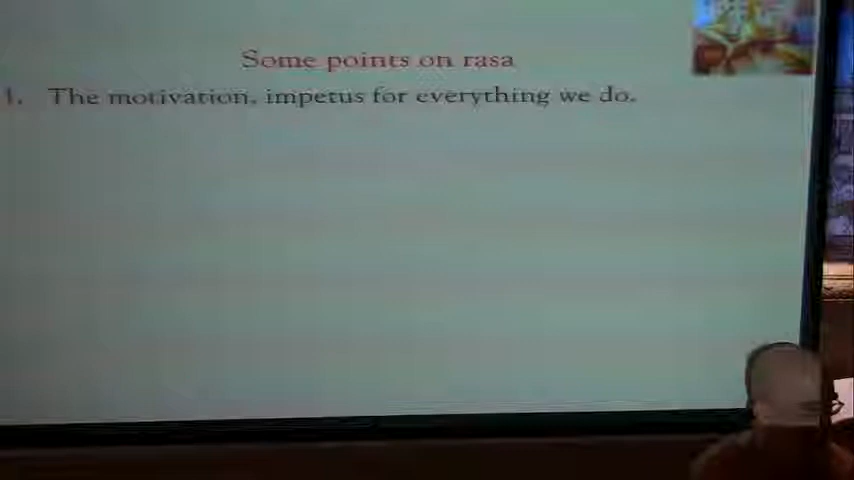 Some points on rasa
1. The motivation, impetus for everything we do.